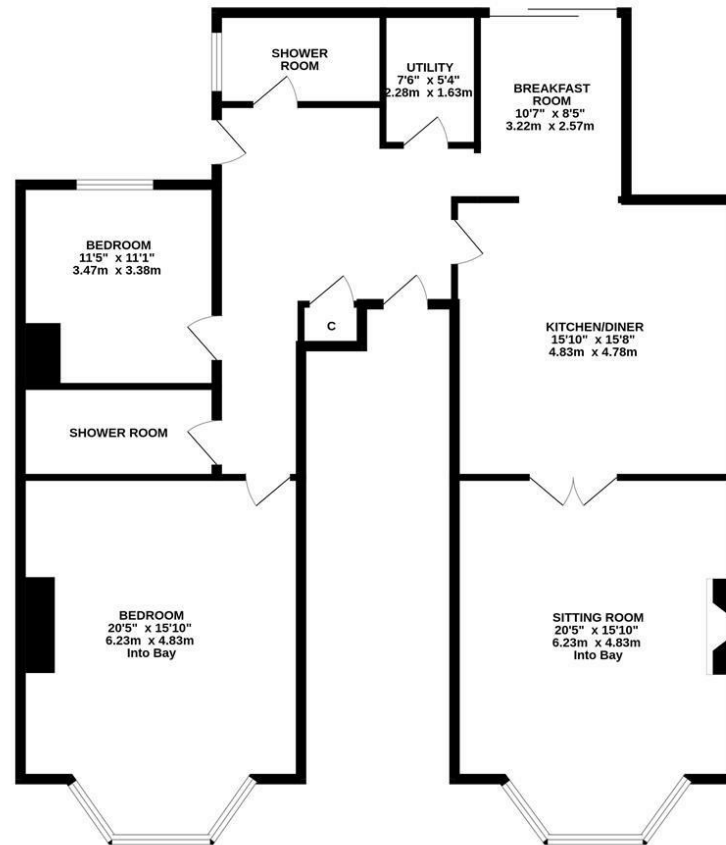 SHOWER
ROOM
UTILITY
7'6" x 5'4"
2.28m x 1.63m
BREAKFAST
ROOM
10'7" x 8'5"
3.22m x 2.57m
BEDROOM
11'5" x 11'1"
3.47m x 3.38m
C
KITCHEN/DINER
15'10" x 15'8"
4.83m x 4.78m
SHOWER ROOM
BEDROOM
20'5" x 15'10"
6.23m x 4.83m
Into Bay
SITTING ROOM
20'5" x 15'10"
6.23m x 4.83m
Into Bay